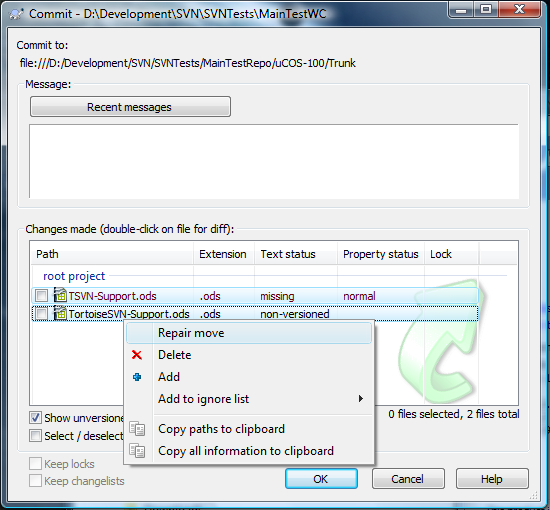 Commit - D:\Development\SVN\SVNTests\MainTestWC
Commit to:
file:///D:/Development/SVN/SVNTests/MainTestRepo/uCOS-100/Trunk
Message:
Recent messages
Changes made (double-click on file for diff):
Path Extension Text status Property status Lock
root project
TSVN-Support.ods .ods missing normal
TortoiseSVN-Support.ods .ods non-versioned
Repair move
Delete
Add
Add to ignore list
Copy paths to clipboard
Copy all information to clipboard
Show unversione
0 files selected, 2 files total
Select / deselect
Keep locks
Keep changelists
OK Cancel Help